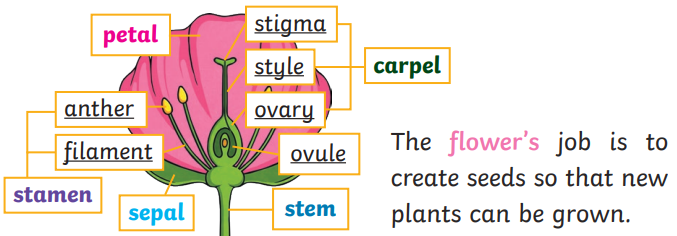 petal
stigma
style
carpel
anther
ovary
filament
ovule
stamen
sepal
stem
The flower's job is to
create seeds so that new
plants can be grown.